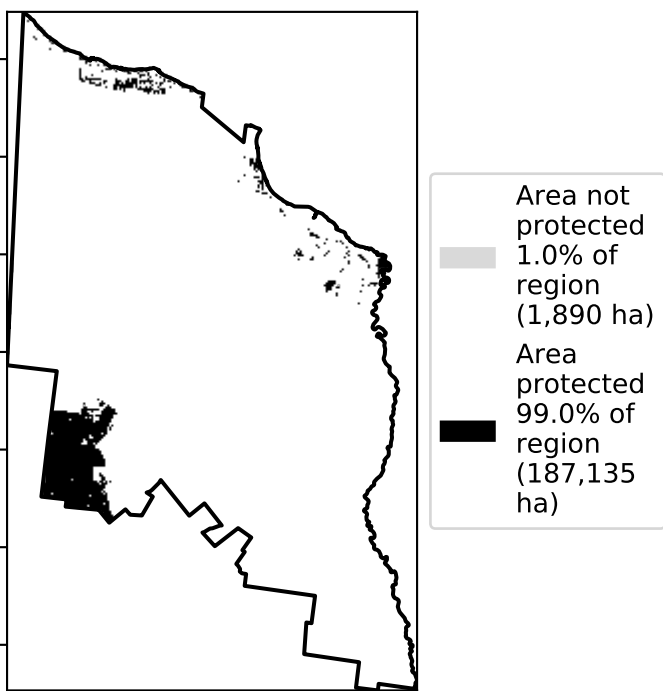 Area not
protected
1.0% of
region
(1,890 ha)
Area
protected
99.0% of
region
(187,135
ha)